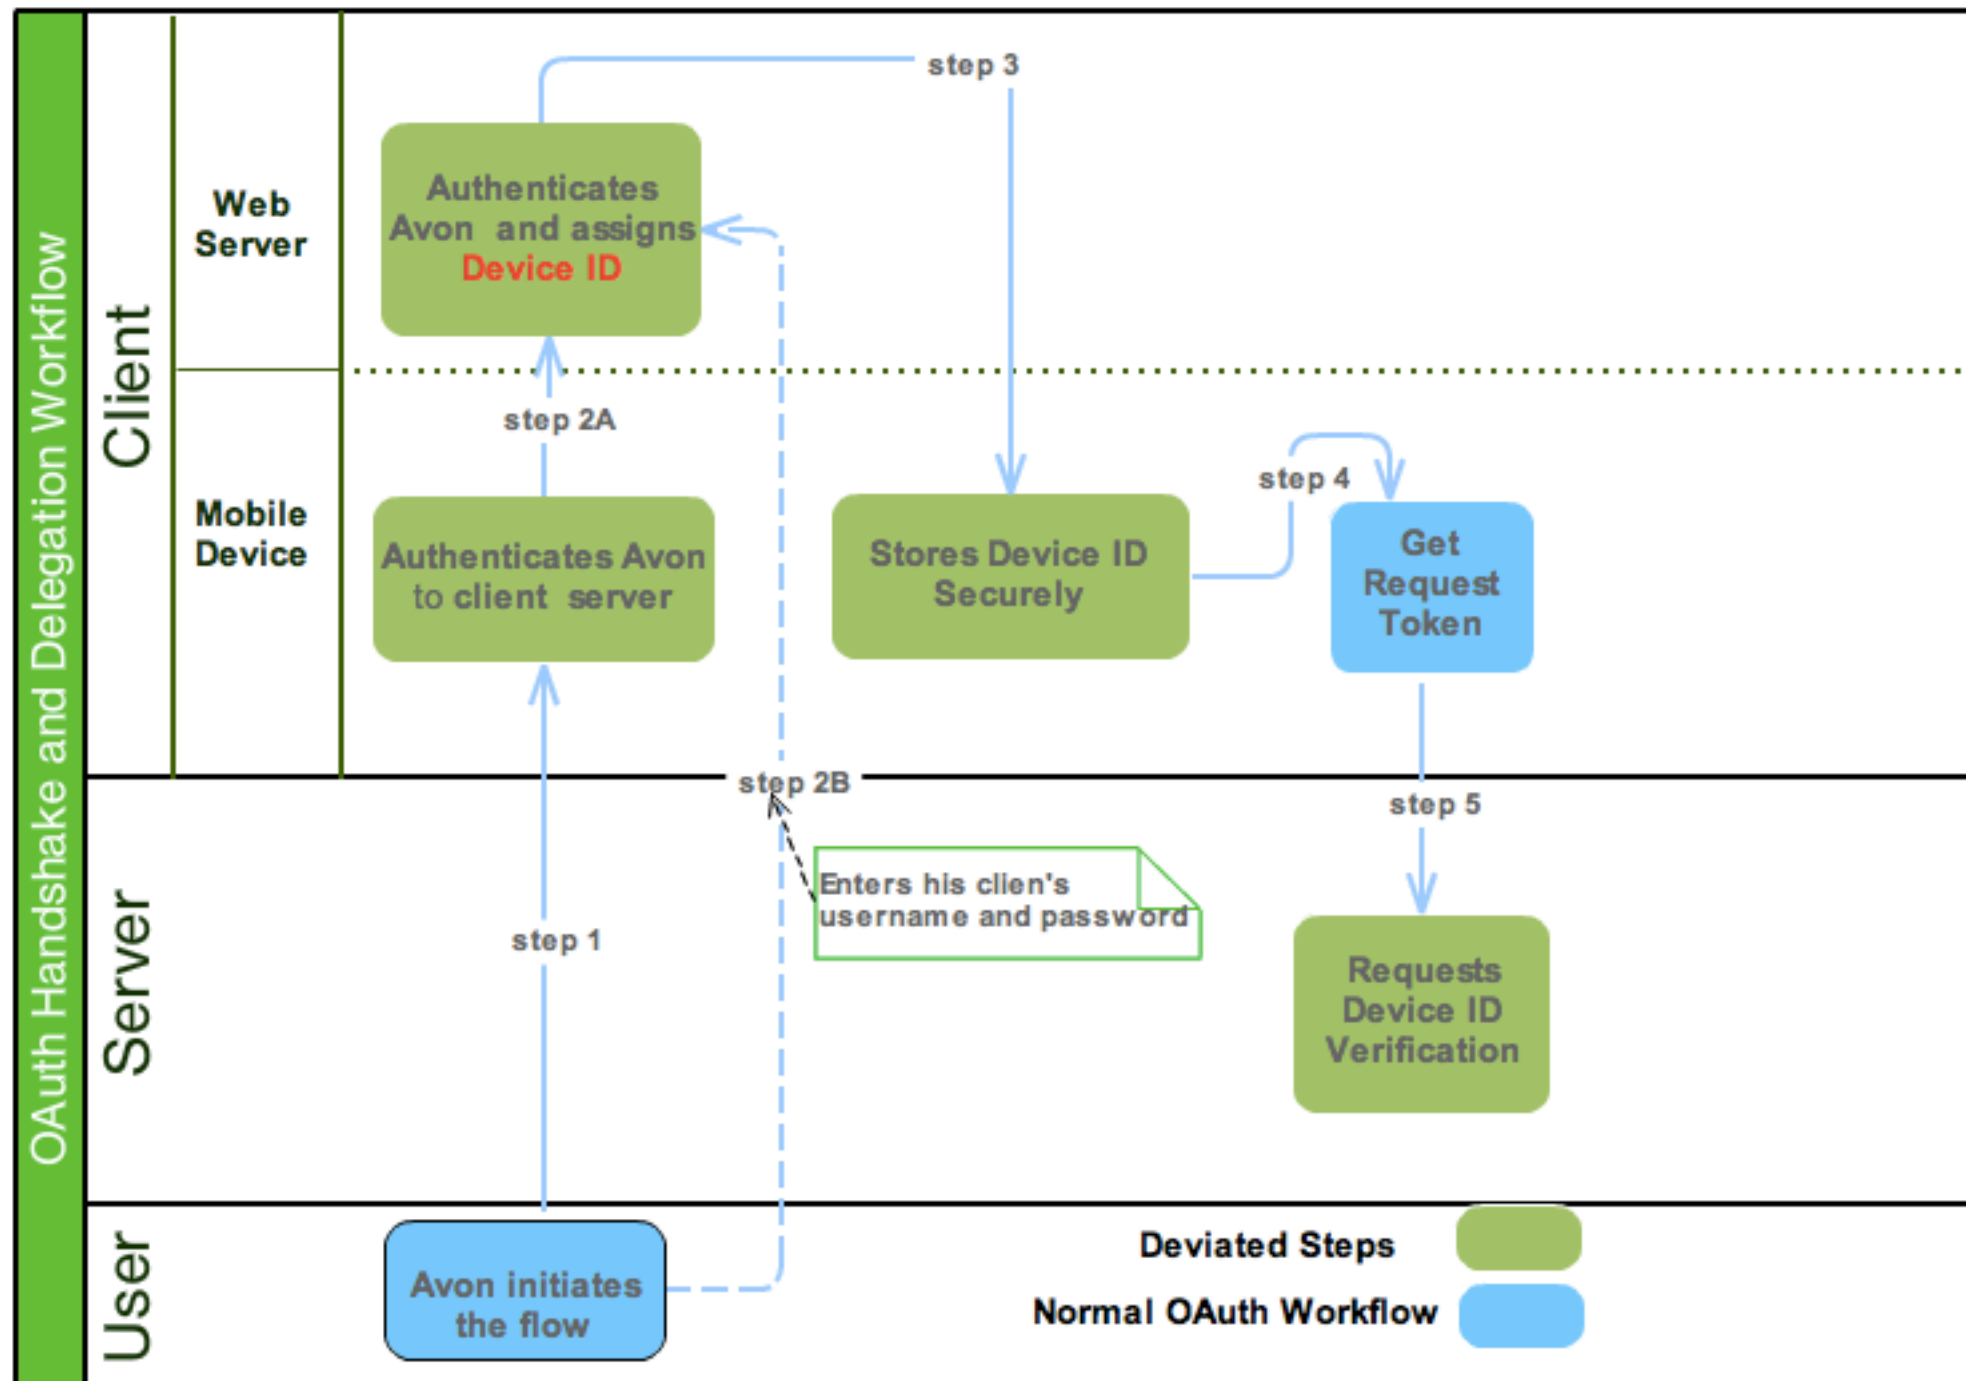 OAuth Handshake and Delegation Workflow
Client
Web
Server
Mobile
Device
Server
User
step 3
Authenticates
Avon and assigns
Device ID
step 2A
Authenticates Avon
to client server
Stores Device ID
Securely
step 4
Get
Request
Token
step 2B
step 5
Enters his clien's
username and password
step 1
Requests
Device ID
Verification
Avon initiates
the flow
Deviated Steps
Normal OAuth Workflow